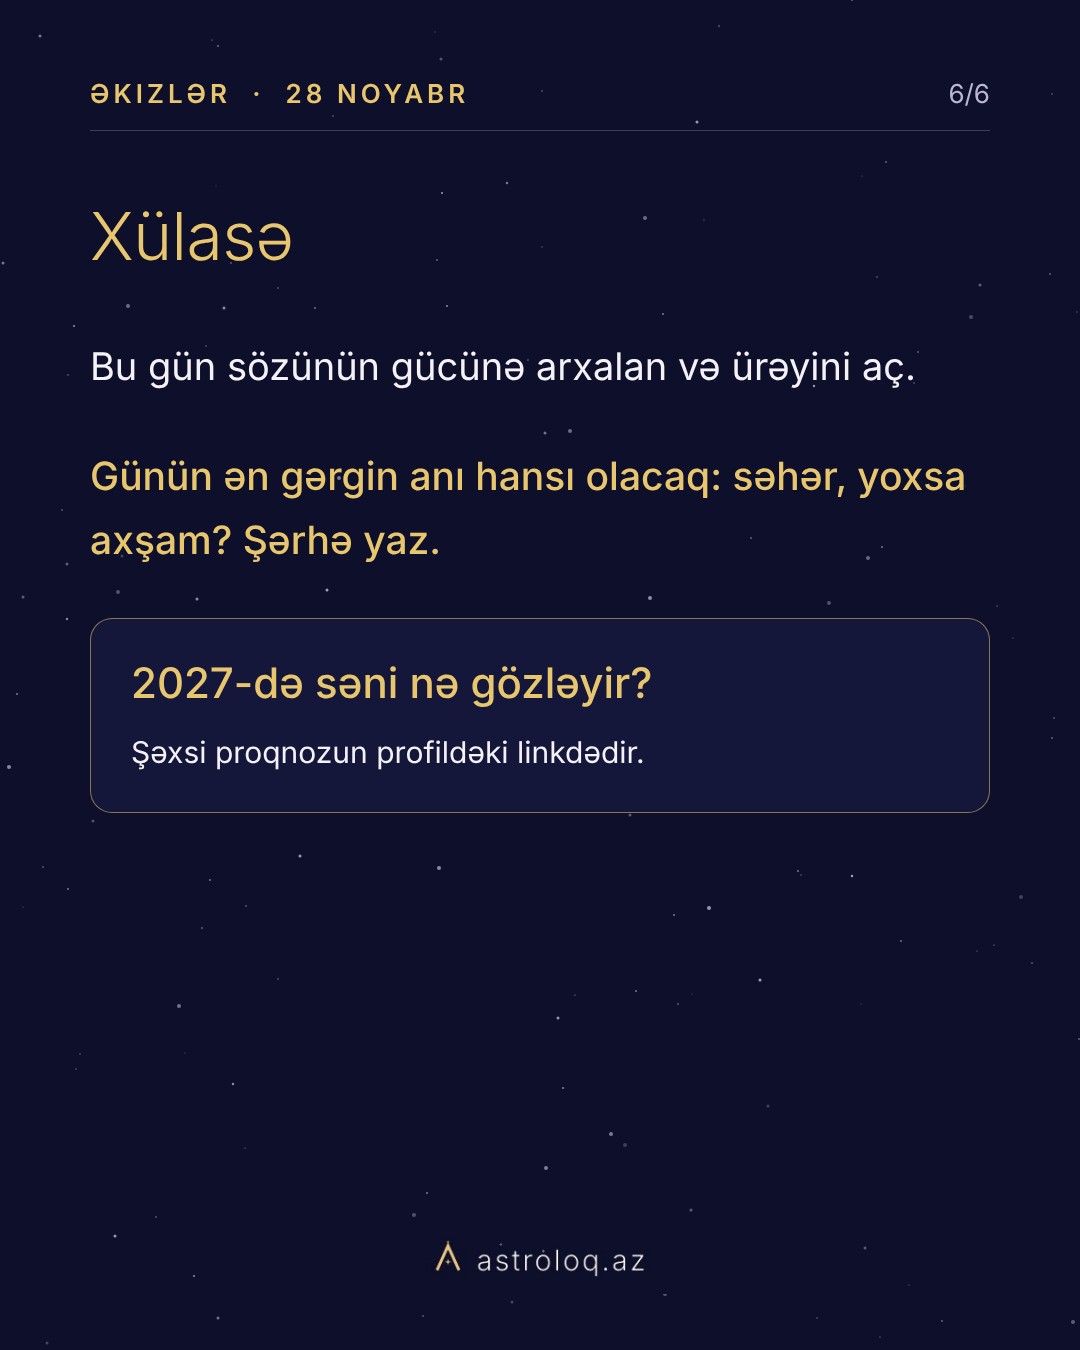 ƏKIZLƏR · 28 NOYABR
6/6
Xülasə
Bu gün sözünün gücünə arxalan və ürəyini aç.
Günün ən gərgin anı hansı olacaq: səhər, yoxsa
axşam? Şərhə yaz.
2027-də səni nə gözləyir?
Şəxsi proqnozun profildəki linkdədir.
astroloq.az